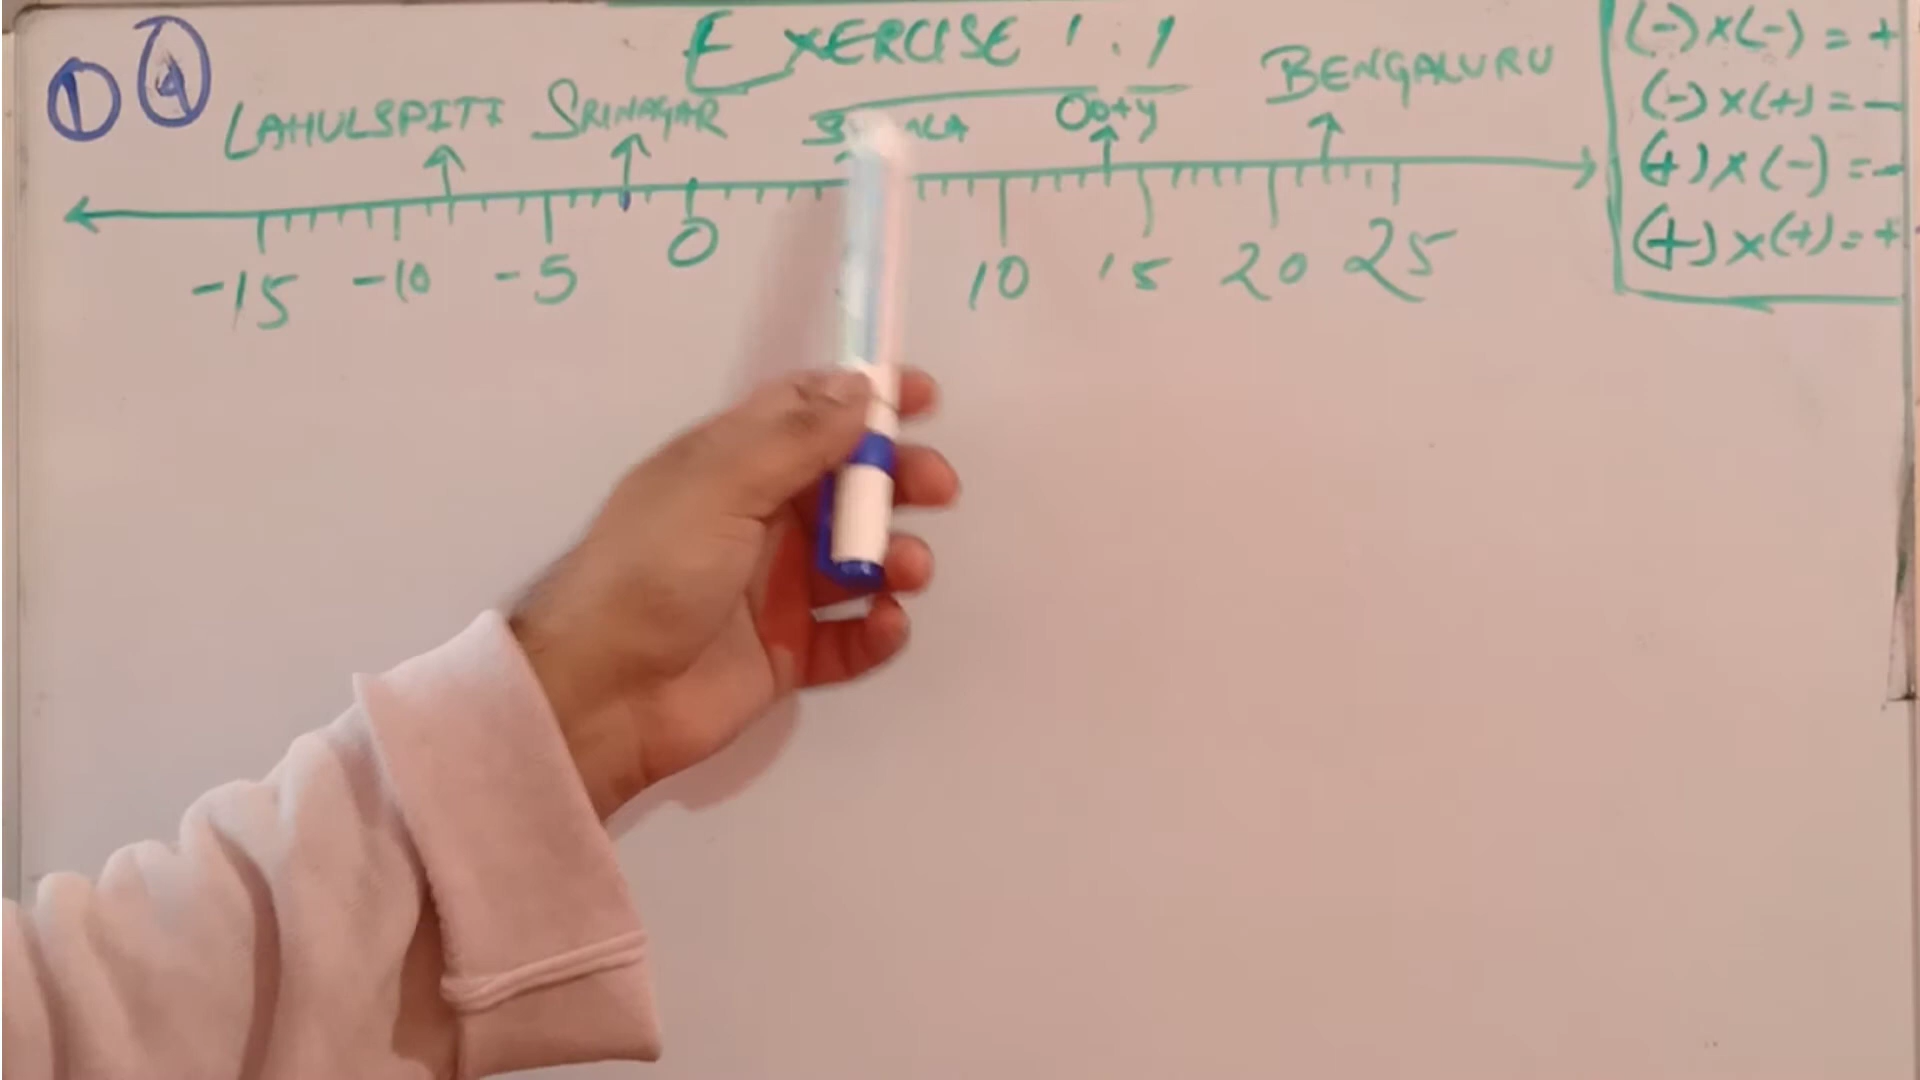 EXERCISE 1.1
① ⓐ
LAHULSPITI SRINAGAR Ooty BENGALURU
-15 -10 -5 0 10 15 20 25
(-)×(-) = +
(-)×(+) = -
(+)×(-) = -
(+)×(+) = +